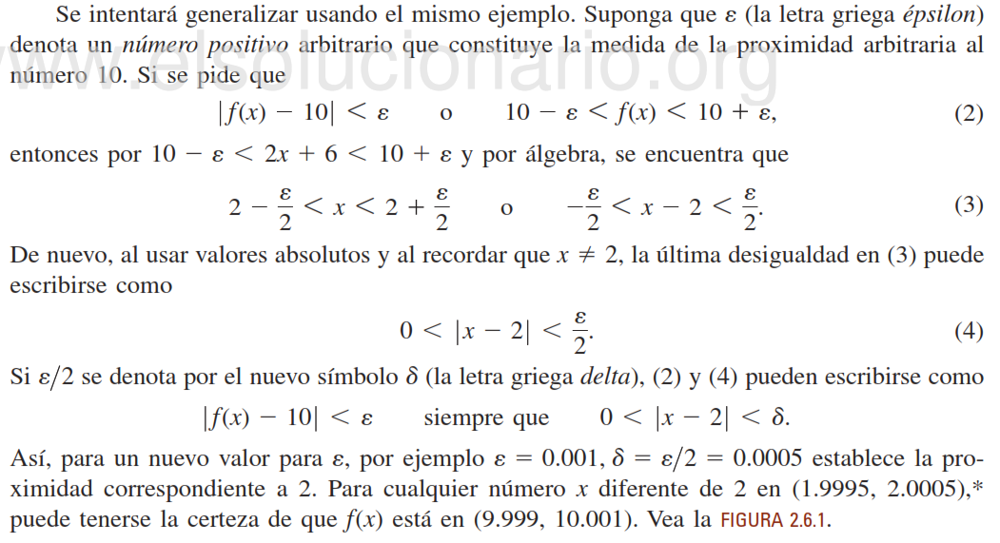 Se intentará generalizar usando el mismo ejemplo. Suponga que ε (la letra griega épsilon)
denota un número positivo arbitrario que constituye la medida de la proximidad arbitraria al
número 10. Si se pide que
www.elsolucionario.org
|f(x) − 10| < ε o 10 − ε < f(x) < 10 + ε, (2)
entonces por 10 − ε < 2x + 6 < 10 + ε y por álgebra, se encuentra que
2 − ε/2 < x < 2 + ε/2 o −ε/2 < x − 2 < ε/2. (3)
De nuevo, al usar valores absolutos y al recordar que x ≠ 2, la última desigualdad en (3) puede
escribirse como
0 < |x − 2| < ε/2. (4)
Si ε/2 se denota por el nuevo símbolo δ (la letra griega delta), (2) y (4) pueden escribirse como
|f(x) − 10| < ε siempre que 0 < |x − 2| < δ.
Así, para un nuevo valor para ε, por ejemplo ε = 0.001, δ = ε/2 = 0.0005 establece la pro-
ximidad correspondiente a 2. Para cualquier número x diferente de 2 en (1.9995, 2.0005),*
puede tenerse la certeza de que f(x) está en (9.999, 10.001). Vea la FIGURA 2.6.1.